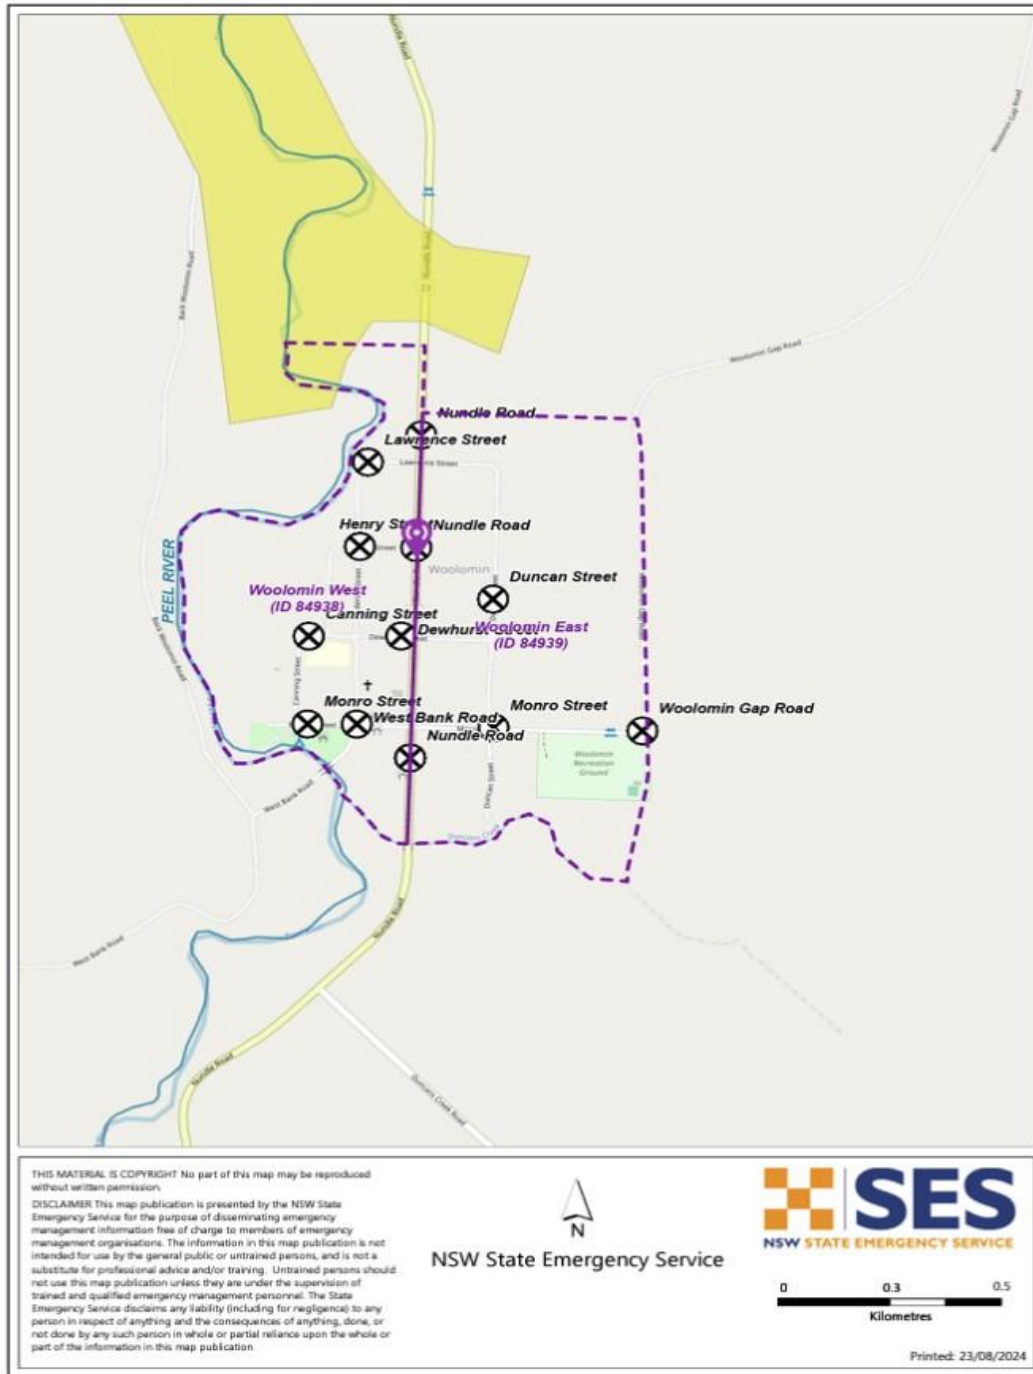 Nundle Road
Woolomin Gap Road
Back Woolomin Road
Nundle Road
Woolomin Gap Road
Nundle Road
Lawrence Street
Lawrence Street
Nundle Road
Duncan Street
Woolomin
PEEL RIVER
Woolomin West
(ID 84938)
Canning Street
Woolomin East
(ID 84939)
Back Woolomin Road
Canning Street
Monro Street
West Bank Road
Monro Street
Woolomin Gap Road
Nundle Road
Woolomin
Recreation
Ground
West Bank Road
Duncan Street
Duncans Creek
Nundle Road
West Bank Road
Nundle Road
Duncans Creek Road
THIS MATERIAL IS COPYRIGHT No part of this map may be reproduced
without written permission.
DISCLAIMER This map publication is presented by the NSW State
Emergency Service for the purpose of disseminating emergency
management information free of charge to members of emergency
management organisations. The information in this map publication is not
intended for use by the general public or untrained persons, and is not a
substitute for professional advice and/or training. Untrained persons should
not use this map publication unless they are under the supervision of
trained and qualified emergency management personnel. The State
Emergency Service disclaims any liability (including for negligence) to any
person in respect of anything and the consequences of anything, done, or
not done by any such person in whole or partial reliance upon the whole or
part of the information in this map publication
N
NSW State Emergency Service
SES
NSW STATE EMERGENCY SERVICE
0 0.3 0.5
Kilometres
Printed: 23/08/2024